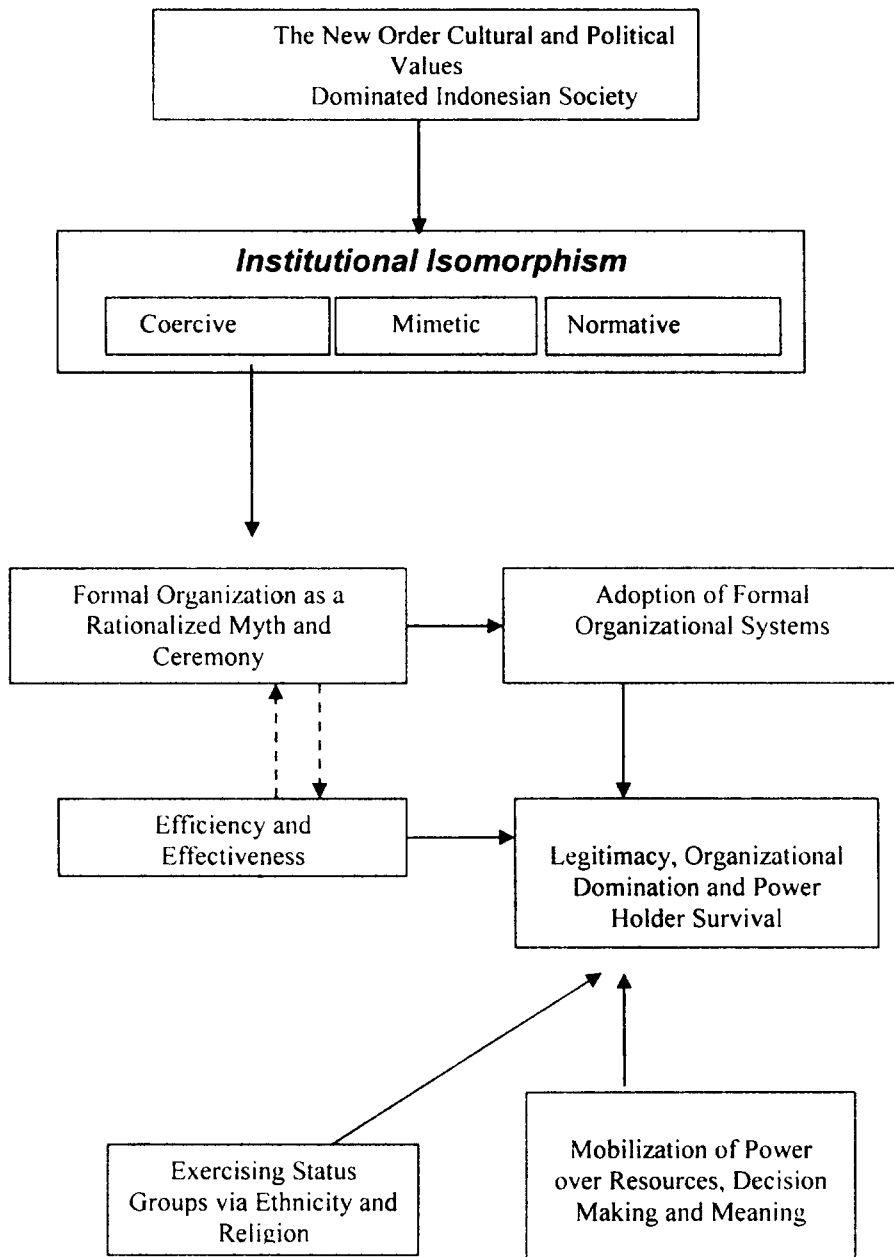 The New Order Cultural and Political
Values
Dominated Indonesian Society
Institutional Isomorphism
Coercive
Mimetic
Normative
Formal Organization as a
Rationalized Myth and
Ceremony
Adoption of Formal
Organizational Systems
Efficiency and
Effectiveness
Legitimacy, Organizational
Domination and Power
Holder Survival
Exercising Status
Groups via Ethnicity and
Religion
Mobilization of Power
over Resources, Decision
Making and Meaning